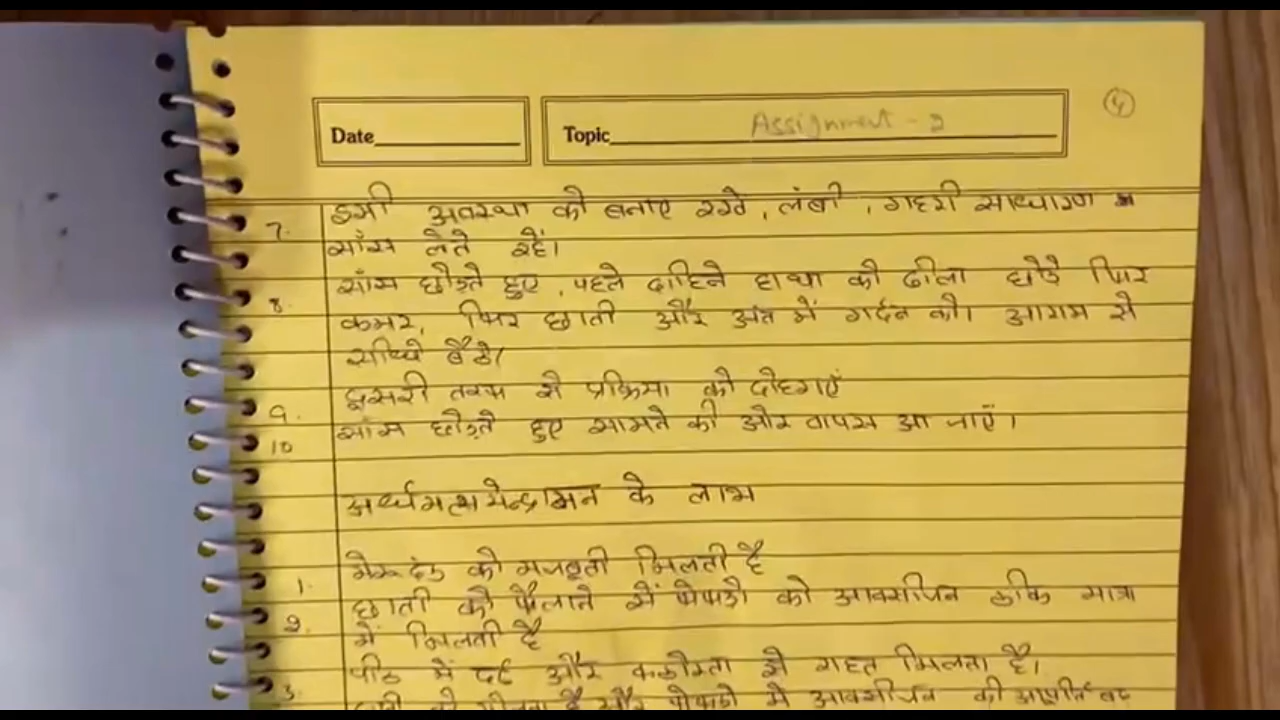 4
Date
Topic Assignment - 2
7. इसी अवस्था को बनाए रखे, लंबी, गहरी साधारण
सांस लेते रहें।
8. सांस छोड़ते हुए, पहले दाहिने हाथ को ढीला छोड़े फिर
कमर, फिर छाती और अंत में गर्दन को। आराम से
सीधे बैठे।
9. दूसरी तरफ से प्रक्रिया को दोहराएं
10 सांस छोड़ते हुए सामने की ओर वापस आ जाएं।
अर्धमत्स्येन्द्रासन के लाभ
1. मेरुदंड को मजबूती मिलती है
2. छाती को फैलाने से फेफड़ो को आक्सीजन ठीक मात्रा
में मिलती है
3. पीठ में दर्द और कठोरता से राहत मिलता है।